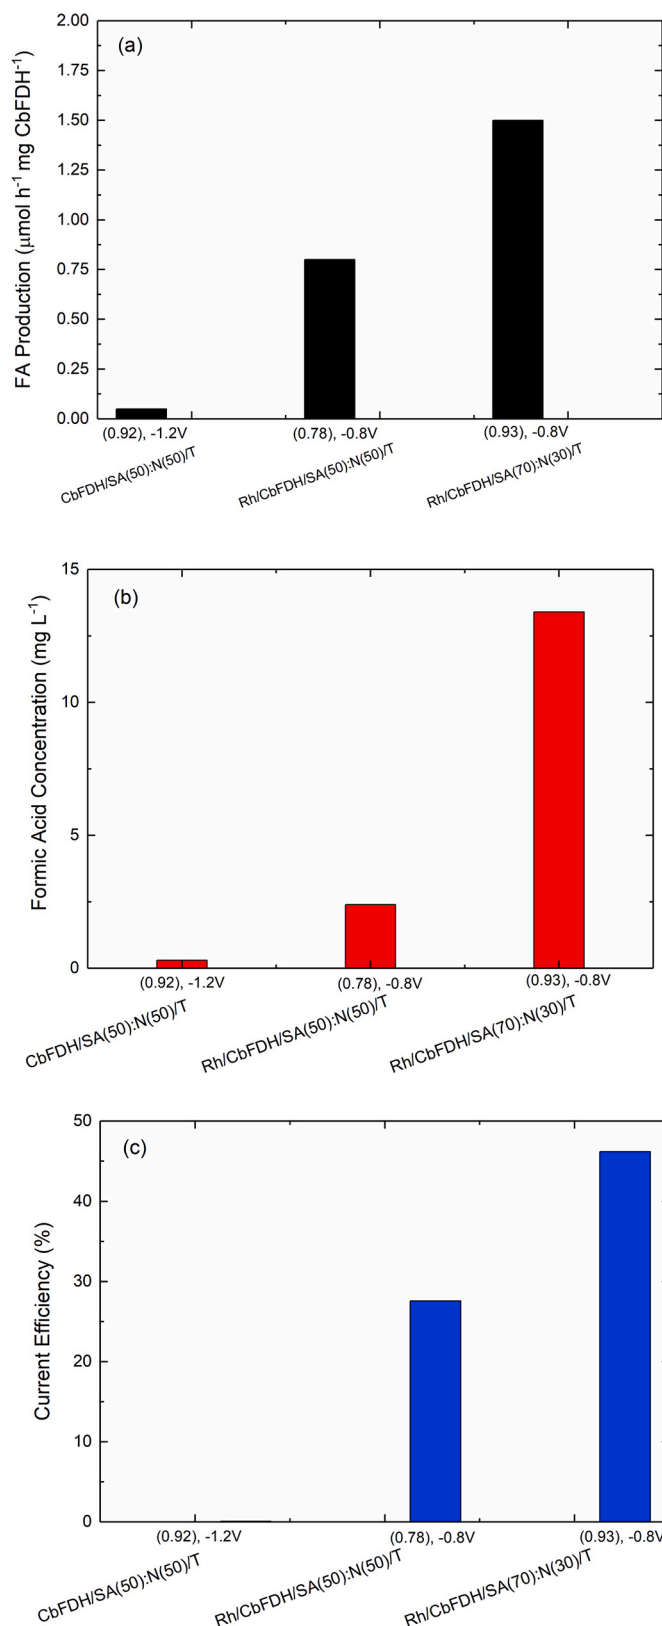 (a)
FA Production (μmol h⁻¹ mg CbFDH⁻¹)
2.00
1.75
1.50
1.25
1.00
0.75
0.50
0.25
0.00
(0.92), -1.2V (0.78), -0.8V (0.93), -0.8V
CbFDH/SA(50):N(50)/T Rh/CbFDH/SA(50):N(50)/T Rh/CbFDH/SA(70):N(30)/T
(b)
Formic Acid Concentration (mg L⁻¹)
15
10
5
0
(0.92), -1.2V (0.78), -0.8V (0.93), -0.8V
CbFDH/SA(50):N(50)/T Rh/CbFDH/SA(50):N(50)/T Rh/CbFDH/SA(70):N(30)/T
(c)
Current Efficiency (%)
50
40
30
20
10
0
(0.92), -1.2V (0.78), -0.8V (0.93), -0.8V
CbFDH/SA(50):N(50)/T Rh/CbFDH/SA(50):N(50)/T Rh/CbFDH/SA(70):N(30)/T